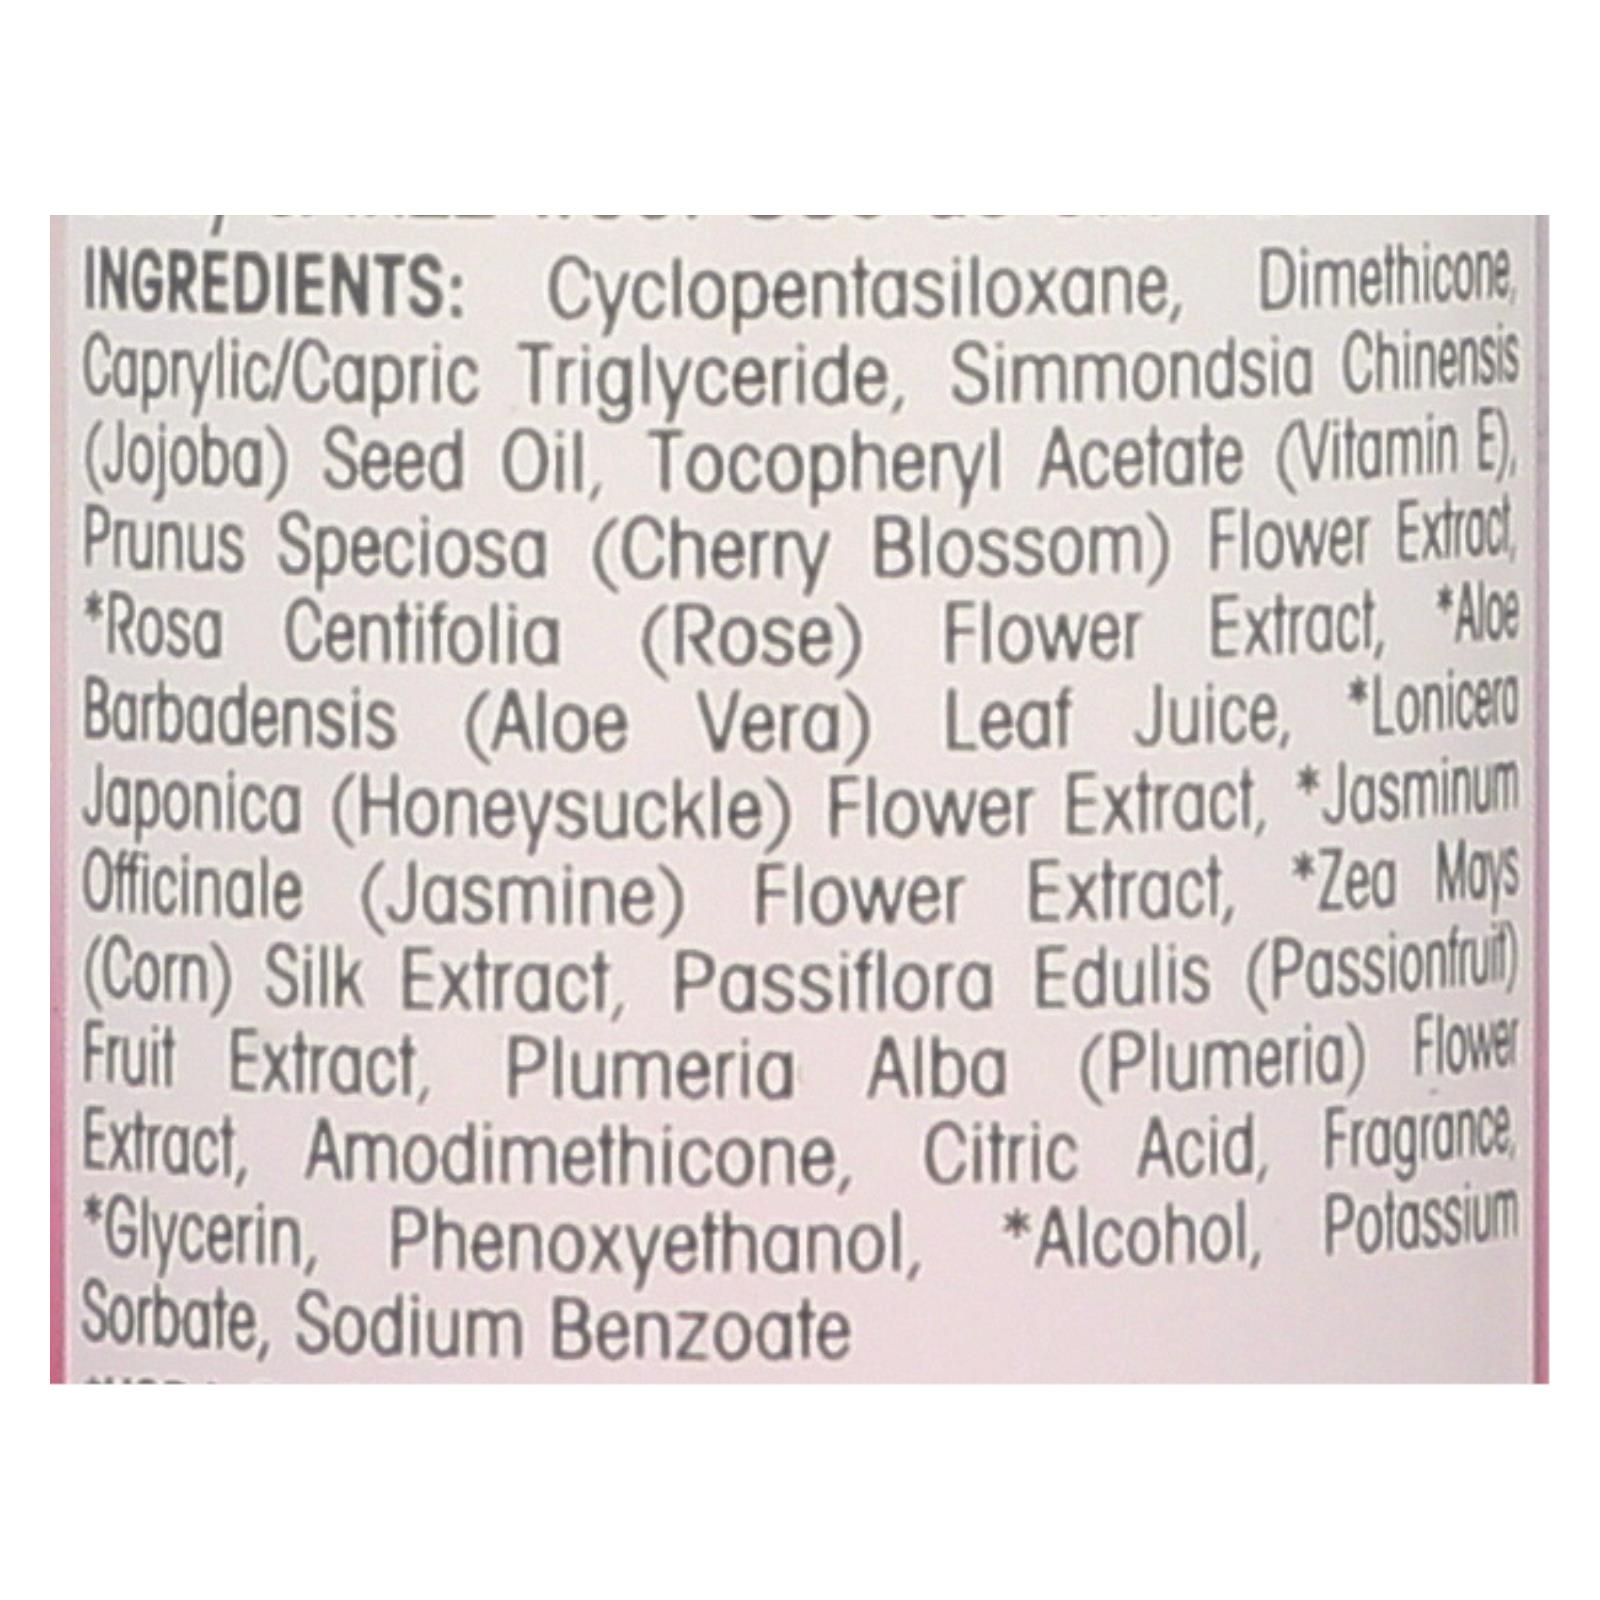 INGREDIENTS: Cyclopentasiloxane, Dimethicone,
Caprylic/Capric Triglyceride, Simmondsia Chinensis
(Jojoba) Seed Oil, Tocopheryl Acetate (Vitamin E),
Prunus Speciosa (Cherry Blossom) Flower Extract,
*Rosa Centifolia (Rose) Flower Extract, *Aloe
Barbadensis (Aloe Vera) Leaf Juice, *Lonicera
Japonica (Honeysuckle) Flower Extract, *Jasminum
Officinale (Jasmine) Flower Extract, *Zea Mays
(Corn) Silk Extract, Passiflora Edulis (Passionfruit)
Fruit Extract, Plumeria Alba (Plumeria) Flower
Extract, Amodimethicone, Citric Acid, Fragrance,
*Glycerin, Phenoxyethanol, *Alcohol, Potassium
Sorbate, Sodium Benzoate